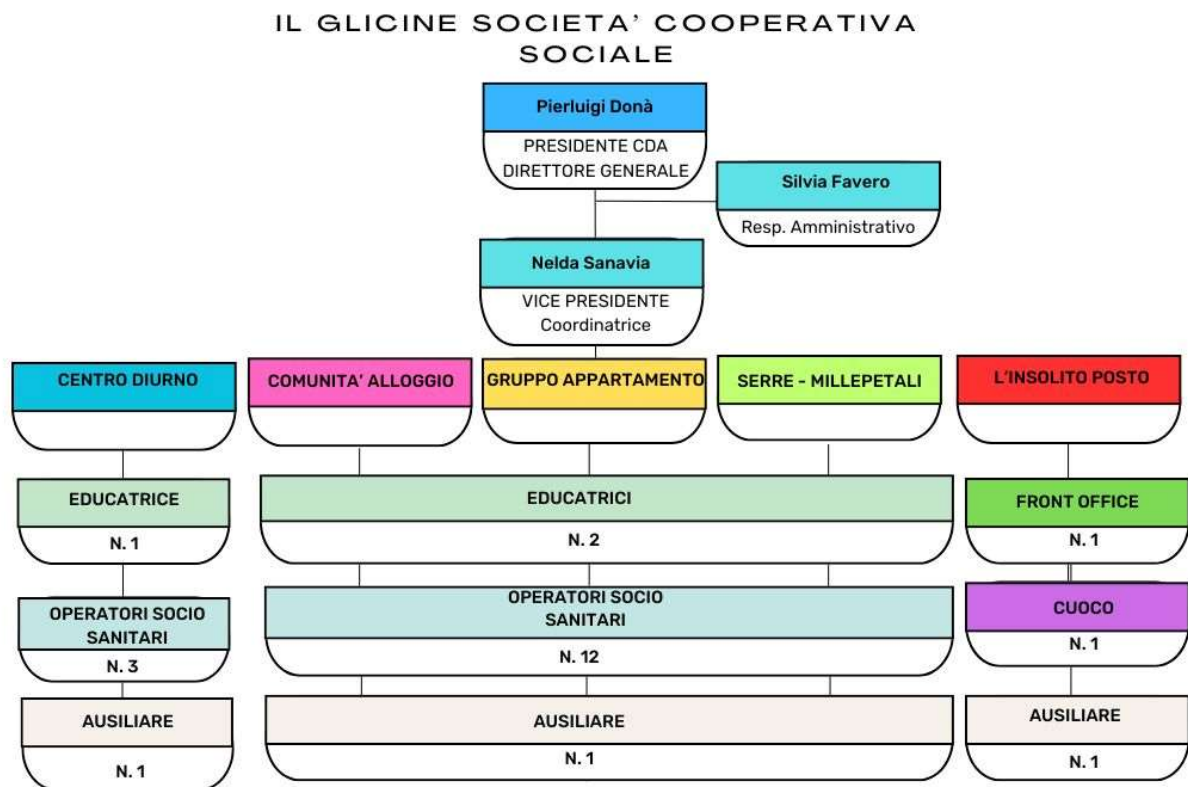 IL GLICINE SOCIETA' COOPERATIVA
SOCIALE
Pierluigi Donà
PRESIDENTE CDA
DIRETTORE GENERALE
Silvia Favero
Resp. Amministrativo
Nelda Sanavia
VICE PRESIDENTE
Coordinatrice
CENTRO DIURNO
COMUNITA' ALLOGGIO
GRUPPO APPARTAMENTO
SERRE - MILLEPETALI
L'INSOLITO POSTO
EDUCATRICE
N. 1
EDUCATRICI
N. 2
FRONT OFFICE
N. 1
OPERATORI SOCIO
SANITARI
N. 3
OPERATORI SOCIO
SANITARI
N. 12
CUOCO
N. 1
AUSILIARE
N. 1
AUSILIARE
N. 1
AUSILIARE
N. 1